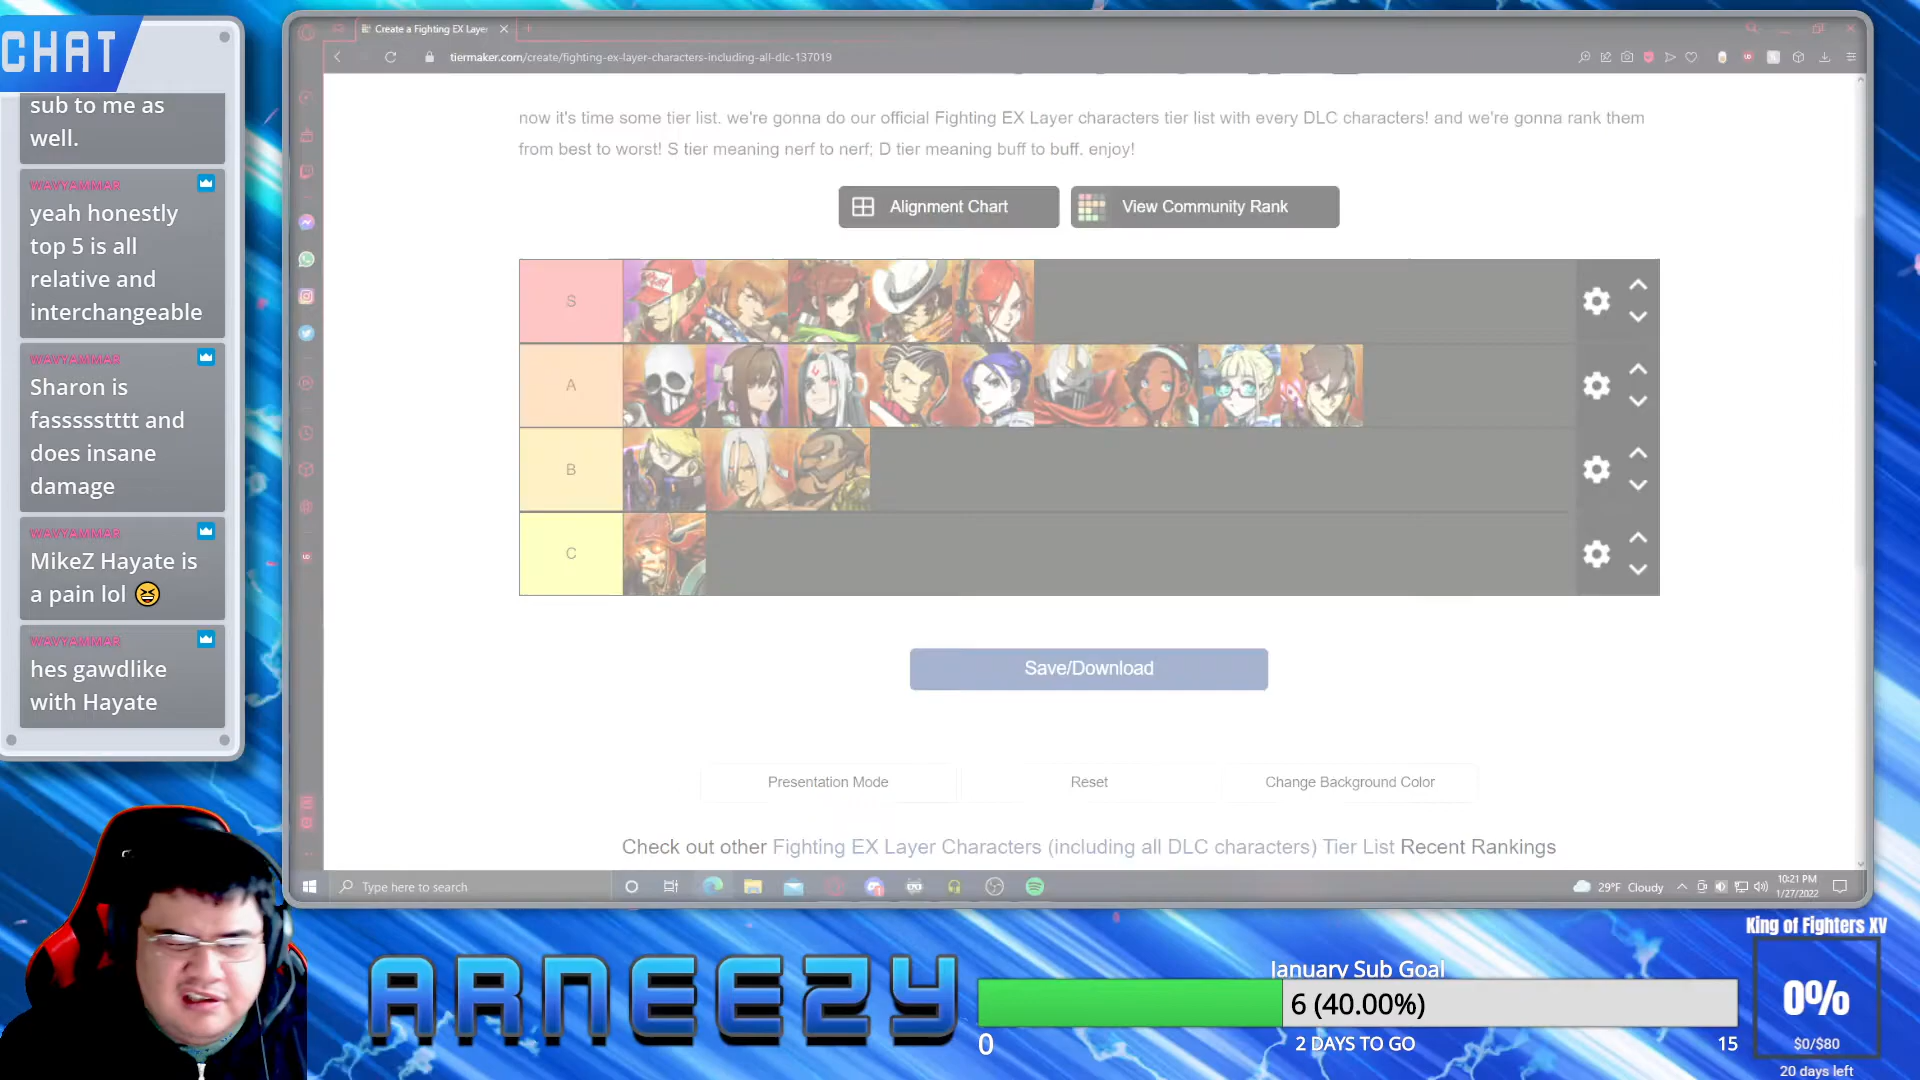 CHAT
sub to me as
well.
WAVYAMMAR
yeah honestly
top 5 is all
relative and
interchangeable
WAVYAMMAR
Sharon is
fassssstttt and
does insane
damage
WAVYAMMAR
MikeZ Hayate is
a pain lol 😆
WAVYAMMAR
hes gawdlike
with Hayate
Create a Fighting EX Layer
tiermaker.com/create/fighting-ex-layer-characters-including-all-dlc-137019
now it's time some tier list. we're gonna do our official Fighting EX Layer characters tier list with every DLC characters! and we're gonna rank them
from best to worst! S tier meaning nerf to nerf; D tier meaning buff to buff. enjoy!
Alignment Chart
View Community Rank
S
A
B
C
Save/Download
Presentation Mode
Reset
Change Background Color
Check out other Fighting EX Layer Characters (including all DLC characters) Tier List Recent Rankings
Type here to search
29°F Cloudy
10:21 PM
1/27/2022
ARNEEZY
January Sub Goal
6 (40.00%)
0
2 DAYS TO GO
15
King of Fighters XV
0%
$0/$80
20 days left